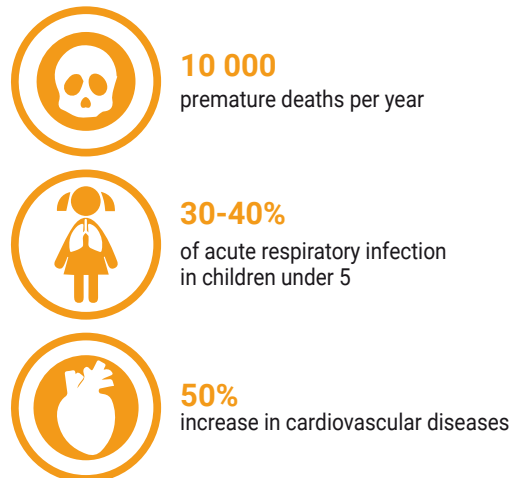 10 000
premature deaths per year
30-40%
of acute respiratory infection
in children under 5
50%
increase in cardiovascular diseases